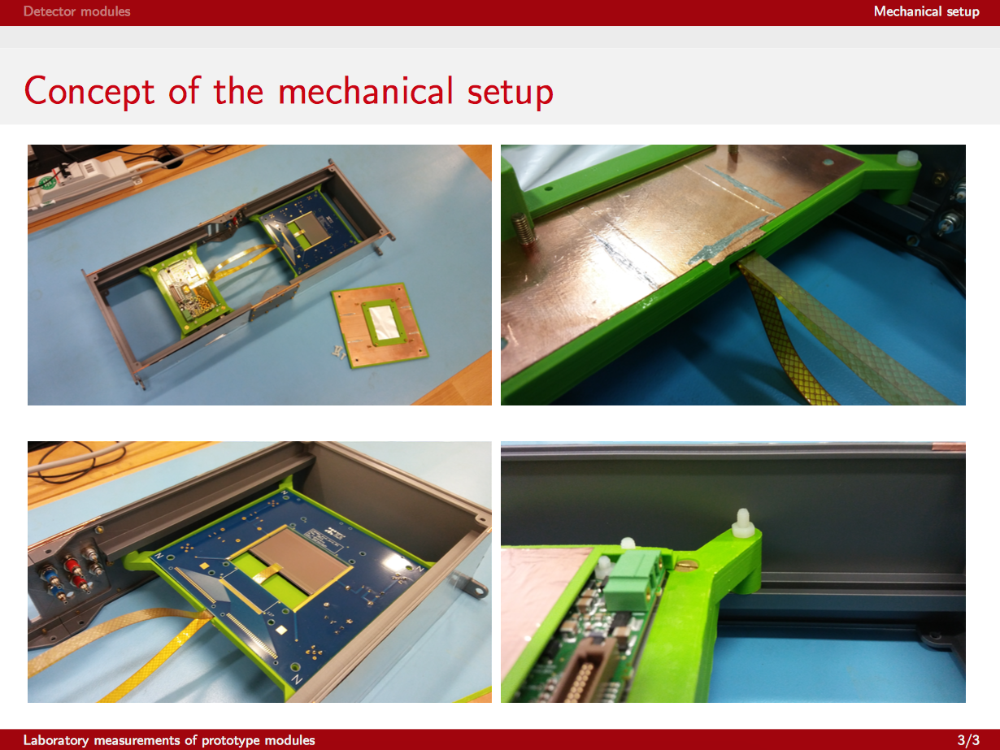 Detector modules
Mechanical setup
Concept of the mechanical setup
Laboratory measurements of prototype modules
3/3